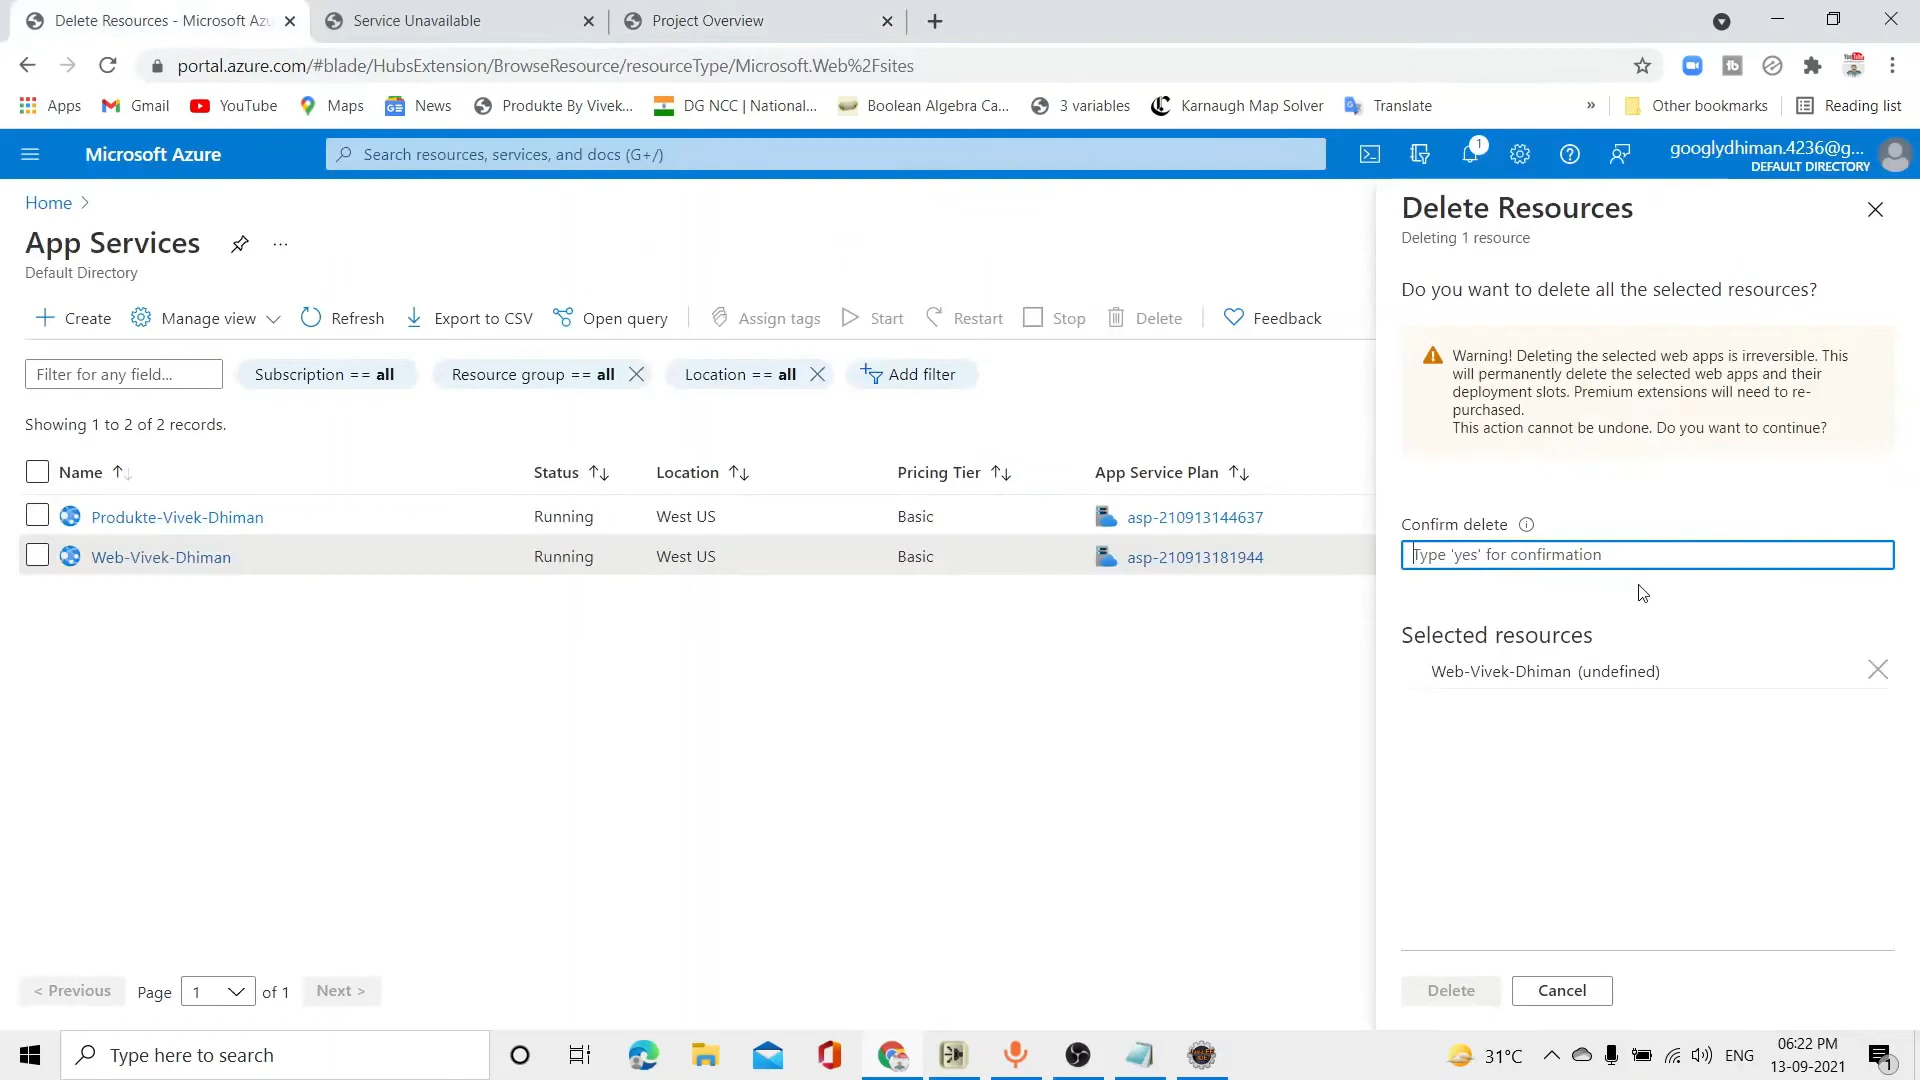 Delete Resources - Microsoft Azu
Service Unavailable
Project Overview
portal.azure.com/#blade/HubsExtension/BrowseResource/resourceType/Microsoft.Web%2Fsites
Apps
Gmail
YouTube
Maps
News
Produkte By Vivek...
DG NCC | National...
Boolean Algebra Ca...
3 variables
Karnaugh Map Solver
Translate
»
Other bookmarks
Reading list
Microsoft Azure
Search resources, services, and docs (G+/)
1
googlydhiman.4236@g...
DEFAULT DIRECTORY
Home >
App Services
...
Default Directory
Create
Manage view
Refresh
Export to CSV
Open query
Assign tags
Start
Restart
Stop
Delete
Feedback
Filter for any field...
Subscription == all
Resource group == all
Location == all
Add filter
Showing 1 to 2 of 2 records.
Name
Status
Location
Pricing Tier
App Service Plan
Produkte-Vivek-Dhiman
Running
West US
Basic
asp-210913144637
Web-Vivek-Dhiman
Running
West US
Basic
asp-210913181944
< Previous
Page
1
of 1
Next >
Delete Resources
Deleting 1 resource
Do you want to delete all the selected resources?
Warning! Deleting the selected web apps is irreversible. This
will permanently delete the selected web apps and their
deployment slots. Premium extensions will need to re-
purchased.
This action cannot be undone. Do you want to continue?
Confirm delete
Type 'yes' for confirmation
Selected resources
Web-Vivek-Dhiman (undefined)
Delete
Cancel
Type here to search
31°C
ENG
06:22 PM
13-09-2021
1